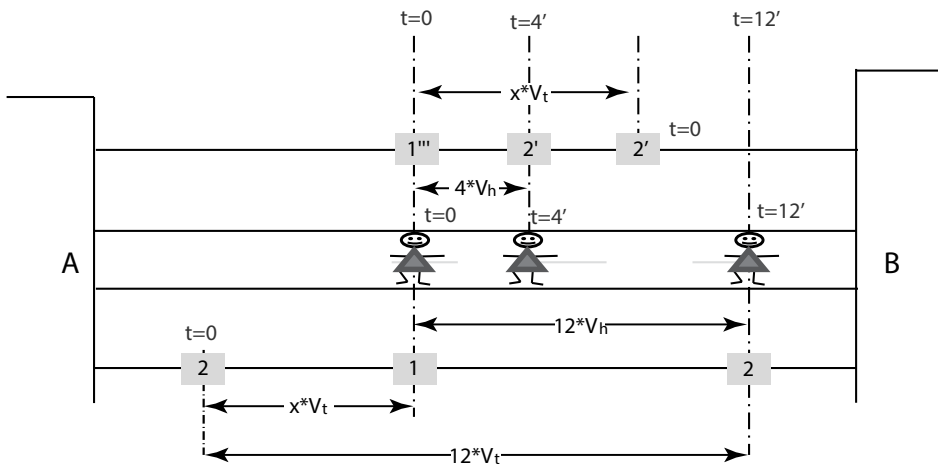 t=0 t=4' t=12'
x*Vt
t=0
1''' 2' 2'
4*Vh
t=0 t=4' t=12'
A B
12*Vh
t=0
2 1 2
x*Vt
12*Vt